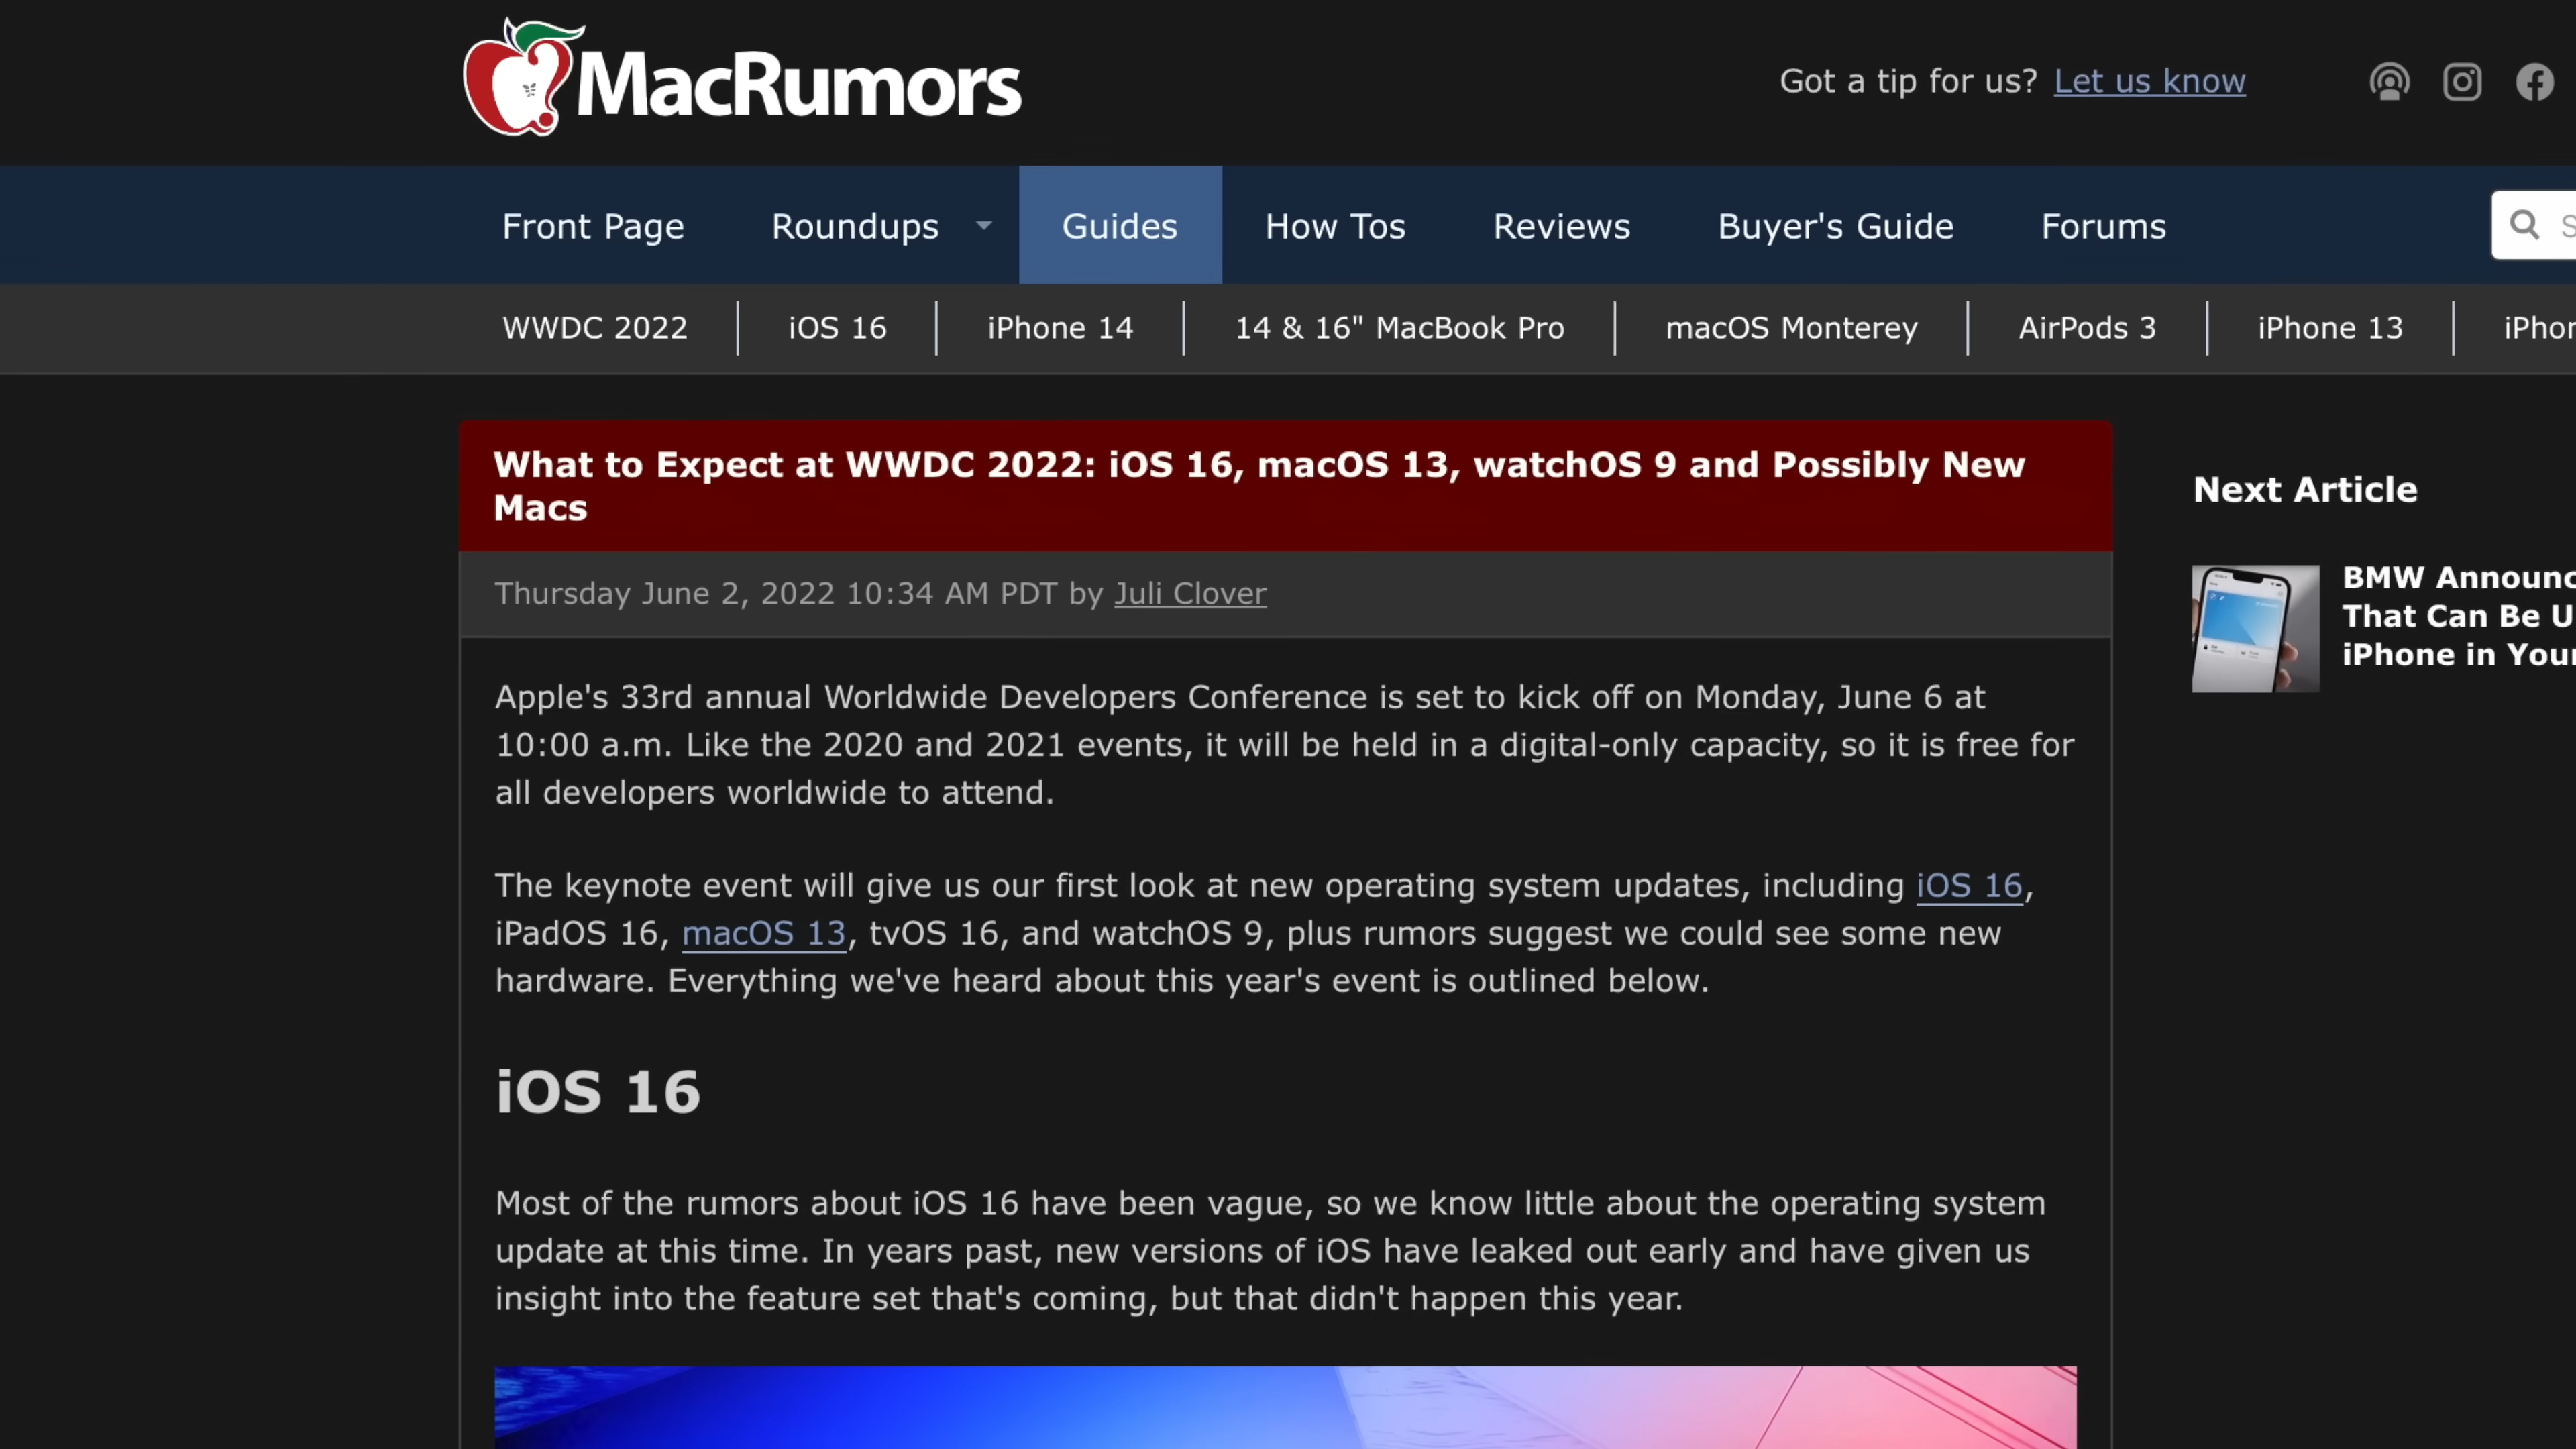 MacRumors
Got a tip for us? Let us know
Front Page Roundups Guides How Tos Reviews Buyer's Guide Forums
WWDC 2022 iOS 16 iPhone 14 14 & 16" MacBook Pro macOS Monterey AirPods 3 iPhone 13
What to Expect at WWDC 2022: iOS 16, macOS 13, watchOS 9 and Possibly New
Macs
Thursday June 2, 2022 10:34 AM PDT by Juli Clover
Apple's 33rd annual Worldwide Developers Conference is set to kick off on Monday, June 6 at
10:00 a.m. Like the 2020 and 2021 events, it will be held in a digital-only capacity, so it is free for
all developers worldwide to attend.
The keynote event will give us our first look at new operating system updates, including iOS 16,
iPadOS 16, macOS 13, tvOS 16, and watchOS 9, plus rumors suggest we could see some new
hardware. Everything we've heard about this year's event is outlined below.
iOS 16
Most of the rumors about iOS 16 have been vague, so we know little about the operating system
update at this time. In years past, new versions of iOS have leaked out early and have given us
insight into the feature set that's coming, but that didn't happen this year.
Next Article
BMW
That Can Be
iPhone in